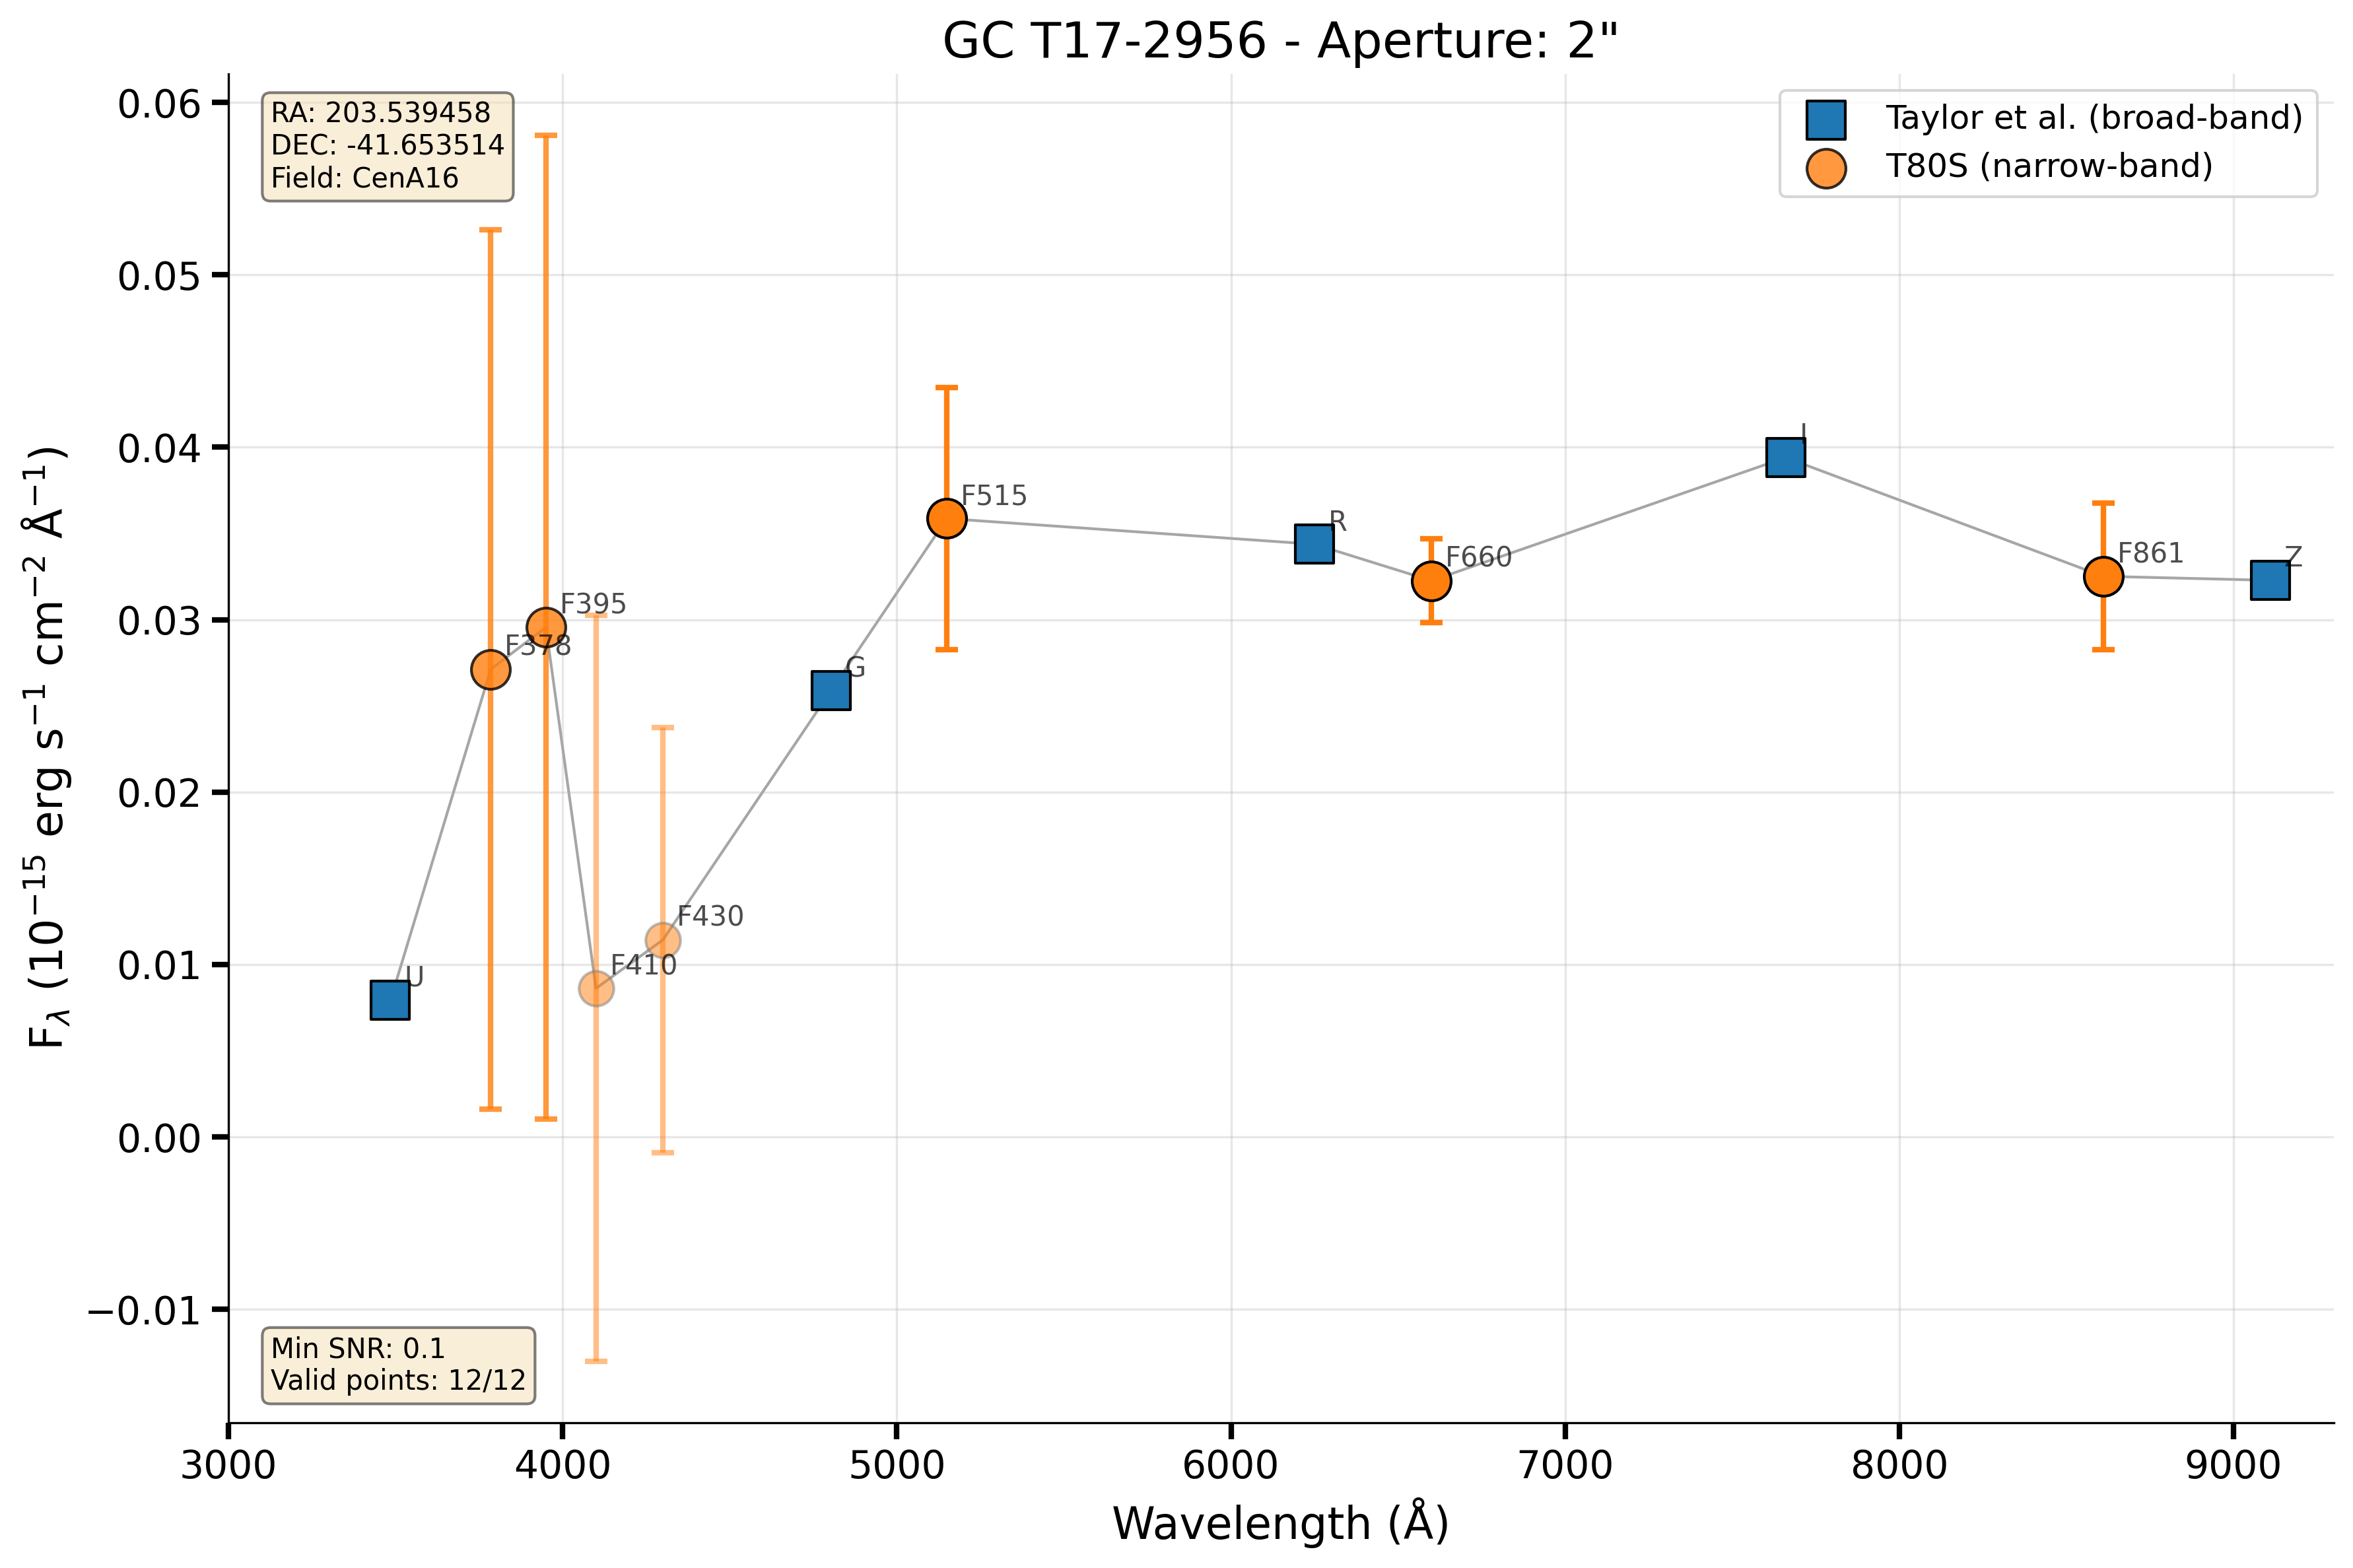 GC T17-2956 - Aperture: 2"
RA: 203.539458
DEC: -41.653514
Field: CenA16
Taylor et al. (broad-band)
T80S (narrow-band)
F_λ (10⁻¹⁵ erg s⁻¹ cm⁻² Å⁻¹)
0.06
0.05
0.04
0.03
0.02
0.01
0.00
−0.01
U
F378
F395
F410
F430
G
F515
R
F660
I
F861
Z
Min SNR: 0.1
Valid points: 12/12
3000 4000 5000 6000 7000 8000 9000
Wavelength (Å)